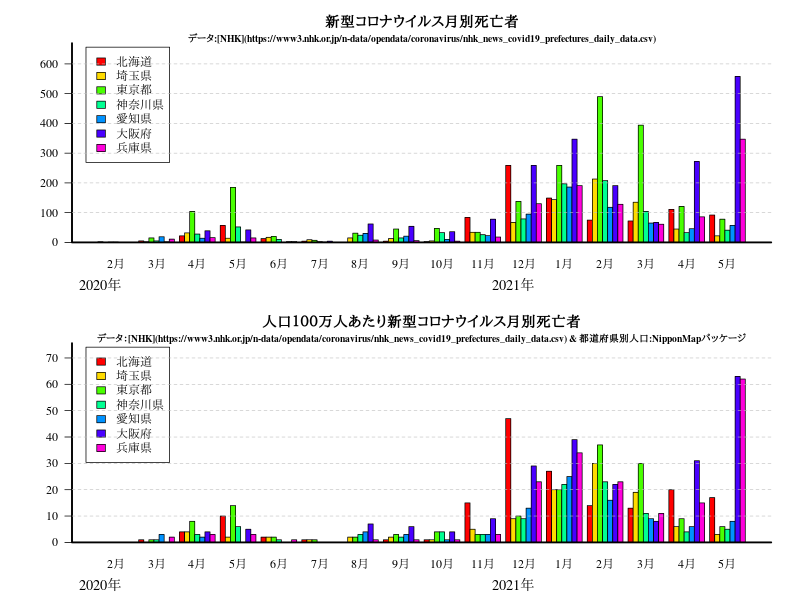 新型コロナウイルス月別死亡者
データ:[NHK](https://www3.nhk.or.jp/n-data/opendata/coronavirus/nhk_news_covid19_prefectures_daily_data.csv)
600
500
400
300
200
100
0
北海道
埼玉県
東京都
神奈川県
愛知県
大阪府
兵庫県
2月 3月 4月 5月 6月 7月 8月 9月 10月 11月 12月 1月 2月 3月 4月 5月
2020年 2021年
人口100万人あたり新型コロナウイルス月別死亡者
データ:[NHK](https://www3.nhk.or.jp/n-data/opendata/coronavirus/nhk_news_covid19_prefectures_daily_data.csv) & 都道府県別人口:NipponMapパッケージ
70
60
50
40
30
20
10
0
北海道
埼玉県
東京都
神奈川県
愛知県
大阪府
兵庫県
2月 3月 4月 5月 6月 7月 8月 9月 10月 11月 12月 1月 2月 3月 4月 5月
2020年 2021年